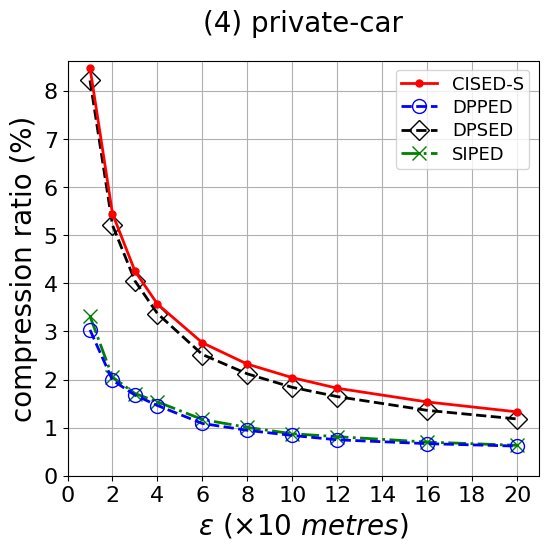 (4) private-car
compression ratio (%)
8
7
6
5
4
3
2
1
0
CISED-S
DPPED
DPSED
SIPED
0 2 4 6 8 10 12 14 16 18 20
ε (×10 metres)